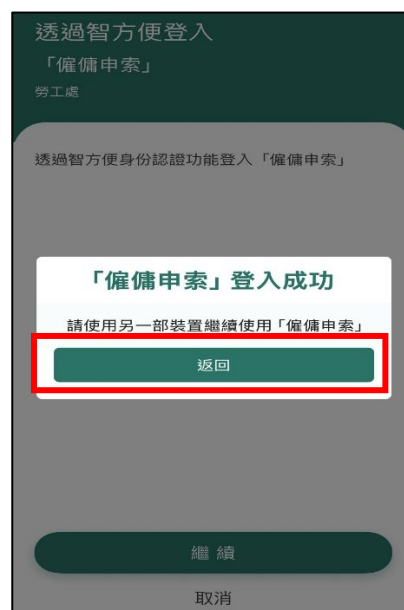 透過智方便登入
「僱傭申索」
勞工處
透過智方便身份認證功能登入「僱傭申索」
「僱傭申索」登入成功
請使用另一部裝置繼續使用「僱傭申索」
返回
繼續
取消